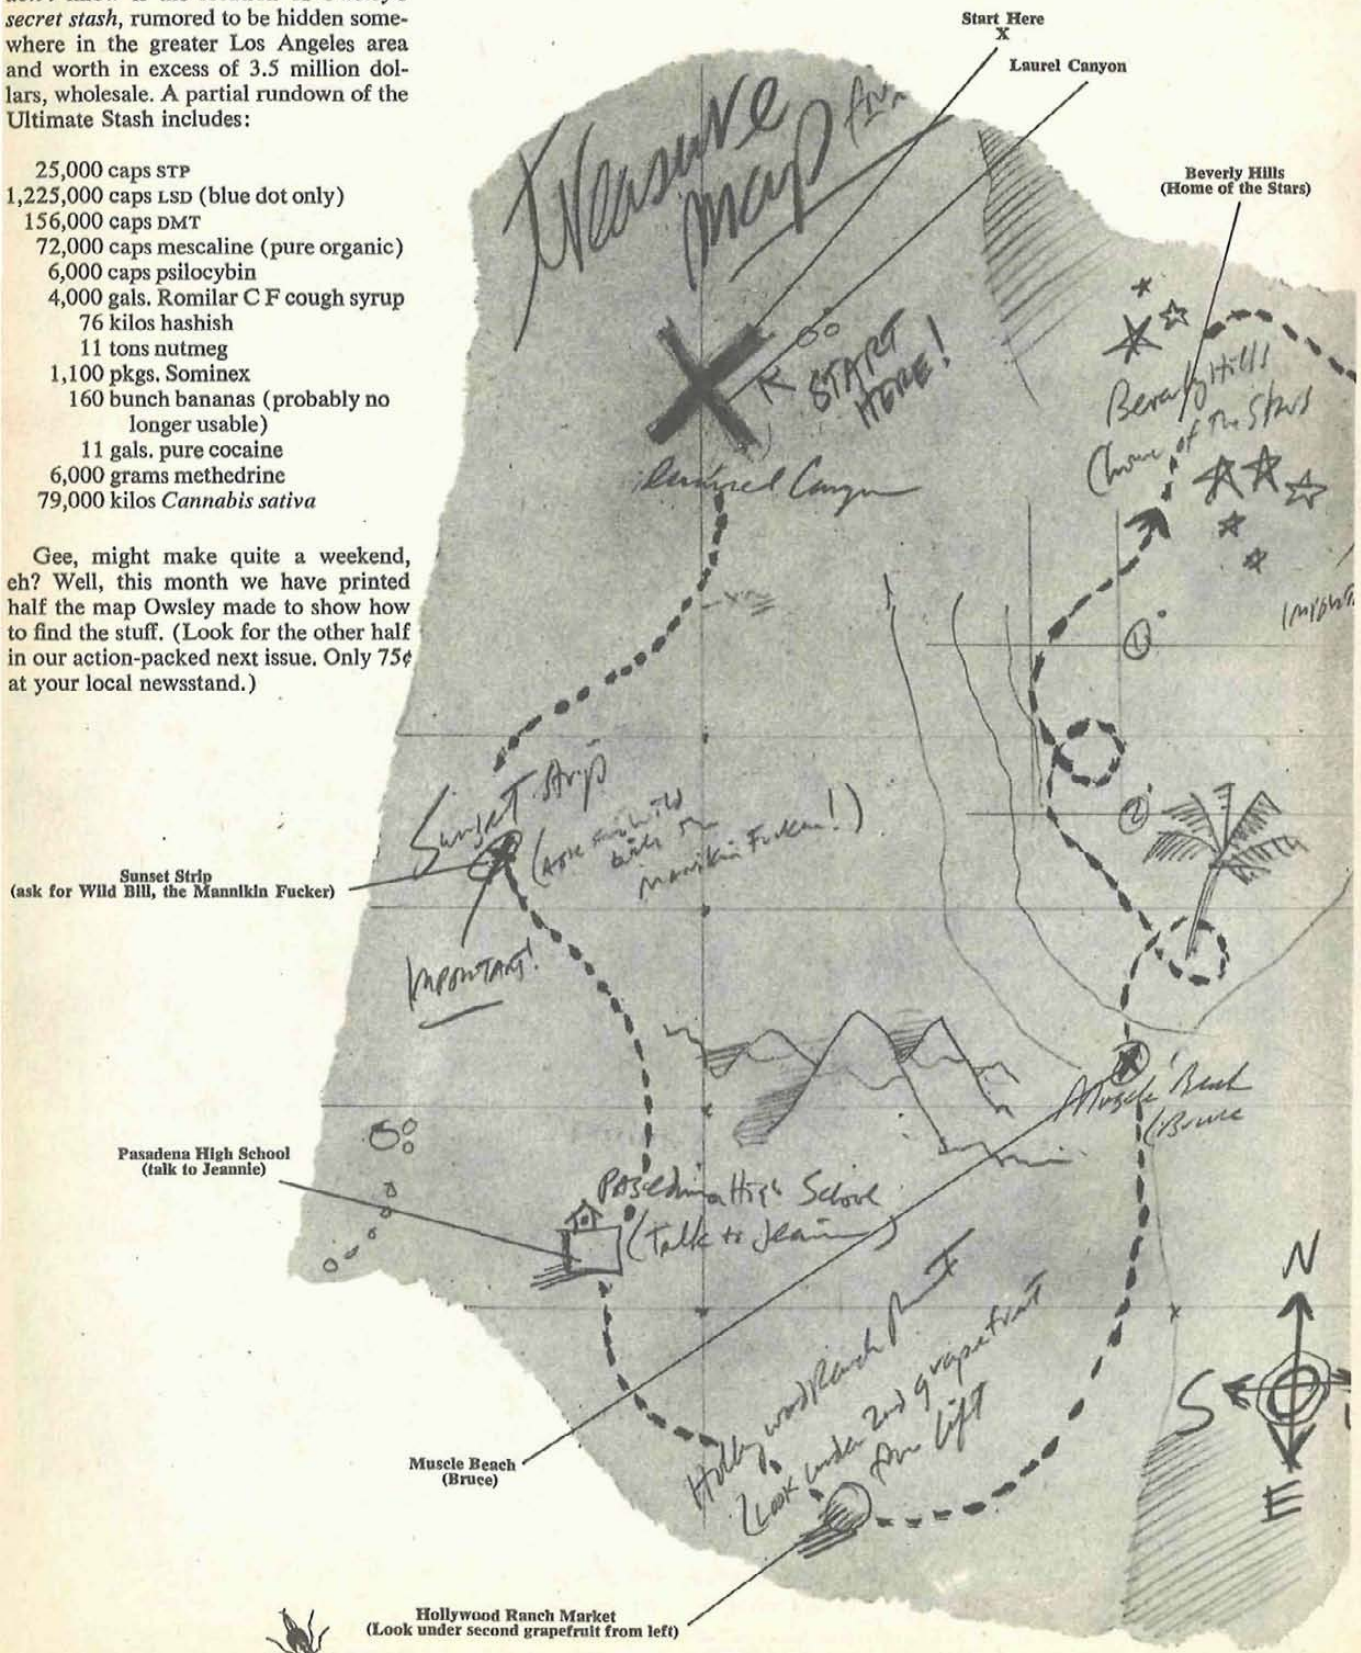 secret stash, rumored to be hidden some-
where in the greater Los Angeles area
and worth in excess of 3.5 million dol-
lars, wholesale. A partial rundown of the
Ultimate Stash includes:
25,000 caps STP
1,225,000 caps LSD (blue dot only)
156,000 caps DMT
72,000 caps mescaline (pure organic)
6,000 caps psilocybin
4,000 gals. Romilar C F cough syrup
76 kilos hashish
11 tons nutmeg
1,100 pkgs. Sominex
160 bunch bananas (probably no
longer usable)
11 gals. pure cocaine
6,000 grams methedrine
79,000 kilos Cannabis sativa
Gee, might make quite a weekend,
eh? Well, this month we have printed
half the map Owsley made to show how
to find the stuff. (Look for the other half
in our action-packed next issue. Only 75¢
at your local newsstand.)
Start Here
X
Laurel Canyon
Beverly Hills
(Home of the Stars)
Treasure
Map
START
HERE!
Laurel Canyon
Beverly Hills
of the Stars
1
2
Sunset Strip
Mannikin Fucker!)
IMPORTANT!
Sunset Strip
(ask for Wild Bill, the Mannikin Fucker)
Muscle Beach
(Bruce
Pasadena High School
(talk to Jeannie)
Pasadena High School
(Talk to Jeannie)
Hollywood Ranch
(Look under 2nd grapefruit
left
N
S
E
Muscle Beach
(Bruce)
Hollywood Ranch Market
(Look under second grapefruit from left)